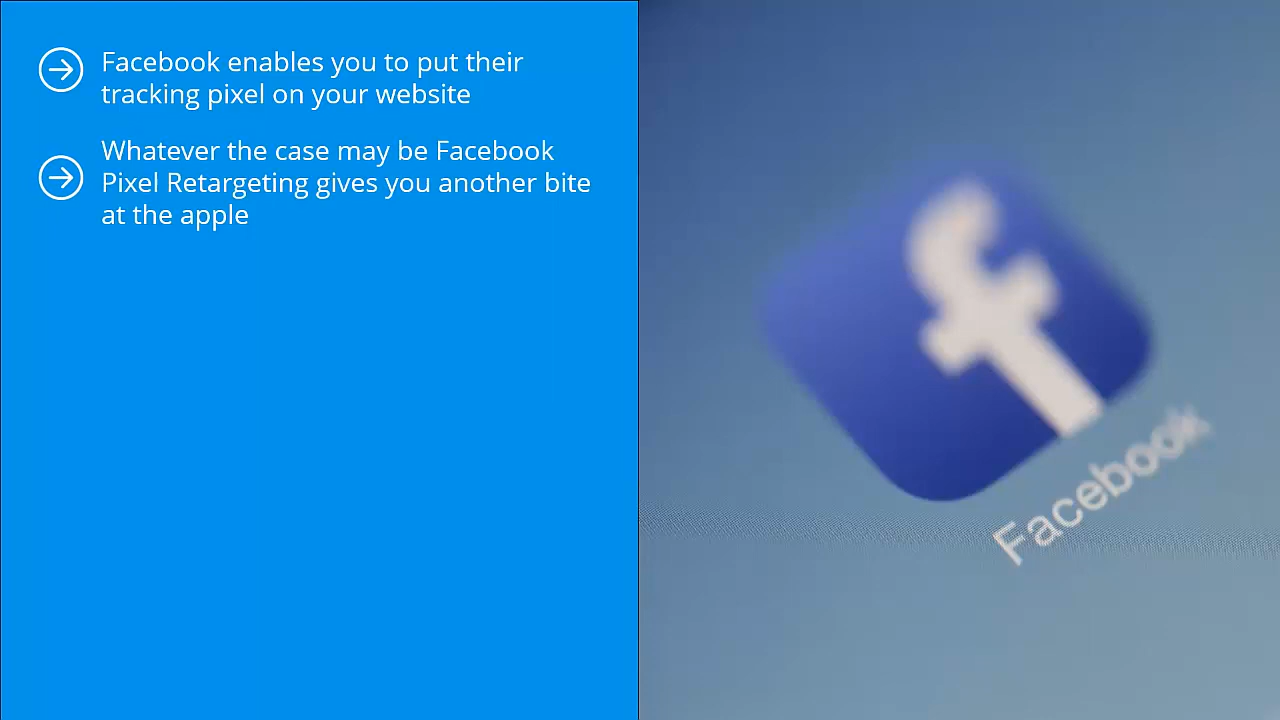 Facebook enables you to put their
tracking pixel on your website
Whatever the case may be Facebook
Pixel Retargeting gives you another bite
at the apple
f
Facebook